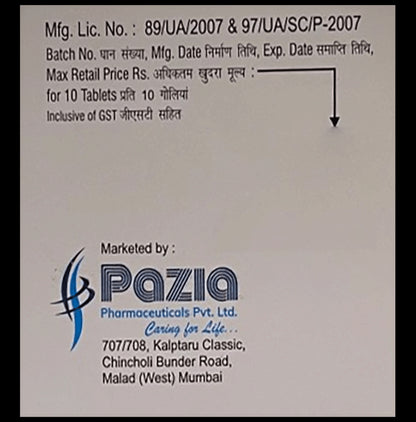 Mfg. Lic. No. : 89/UA/2007 & 97/UA/SC/P-2007
Batch No. घान संख्या, Mfg. Date निर्माण तिथि, Exp. Date समाप्ति तिथि,
Max Retail Price Rs. अधिकतम खुदरा मूल्य :
for 10 Tablets प्रति 10 गोलियां
Inclusive of GST जीएसटी सहित
Marketed by :
Pazia
Pharmaceuticals Pvt. Ltd.
Caring for Life...
707/708, Kalptaru Classic,
Chincholi Bunder Road,
Malad (West) Mumbai